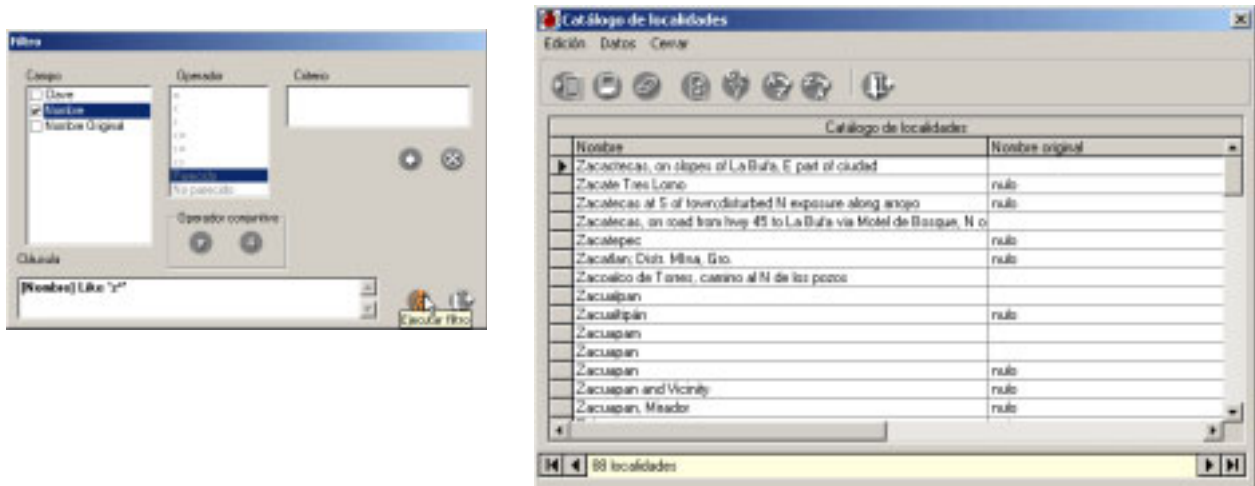 Filtro
Campo
Operador
Criterio
Clave
Nombre
Nombre Original
Parecido
No parecido
Operador conjuntivo
Cláusula
[Nombre] Like "z*"
Ejecutar filtro
Catálogo de localidades
Edición Datos Cerrar
Catálogo de localidades
Nombre Nombre original
Zacactecas, on slopes of La Bufa, E part of ciudad
Zacate Tres Lomo nulo
Zacatecas at 5 of town;disturbed N exposure along arroyo nulo
Zacatecas, on road from hwy 45 to La Bufa via Motel de Bosque, N o
Zacatepec nulo
Zacatlan; Distr. Mina, Gro. nulo
Zacoalco de Torres, camino al N de los pozos
Zacualpan
Zacualtipán nulo
Zacuapam
Zacuapan
Zacuapan nulo
Zacuapan and Vicinity nulo
Zacuapan, Mirador nulo
88 localidades